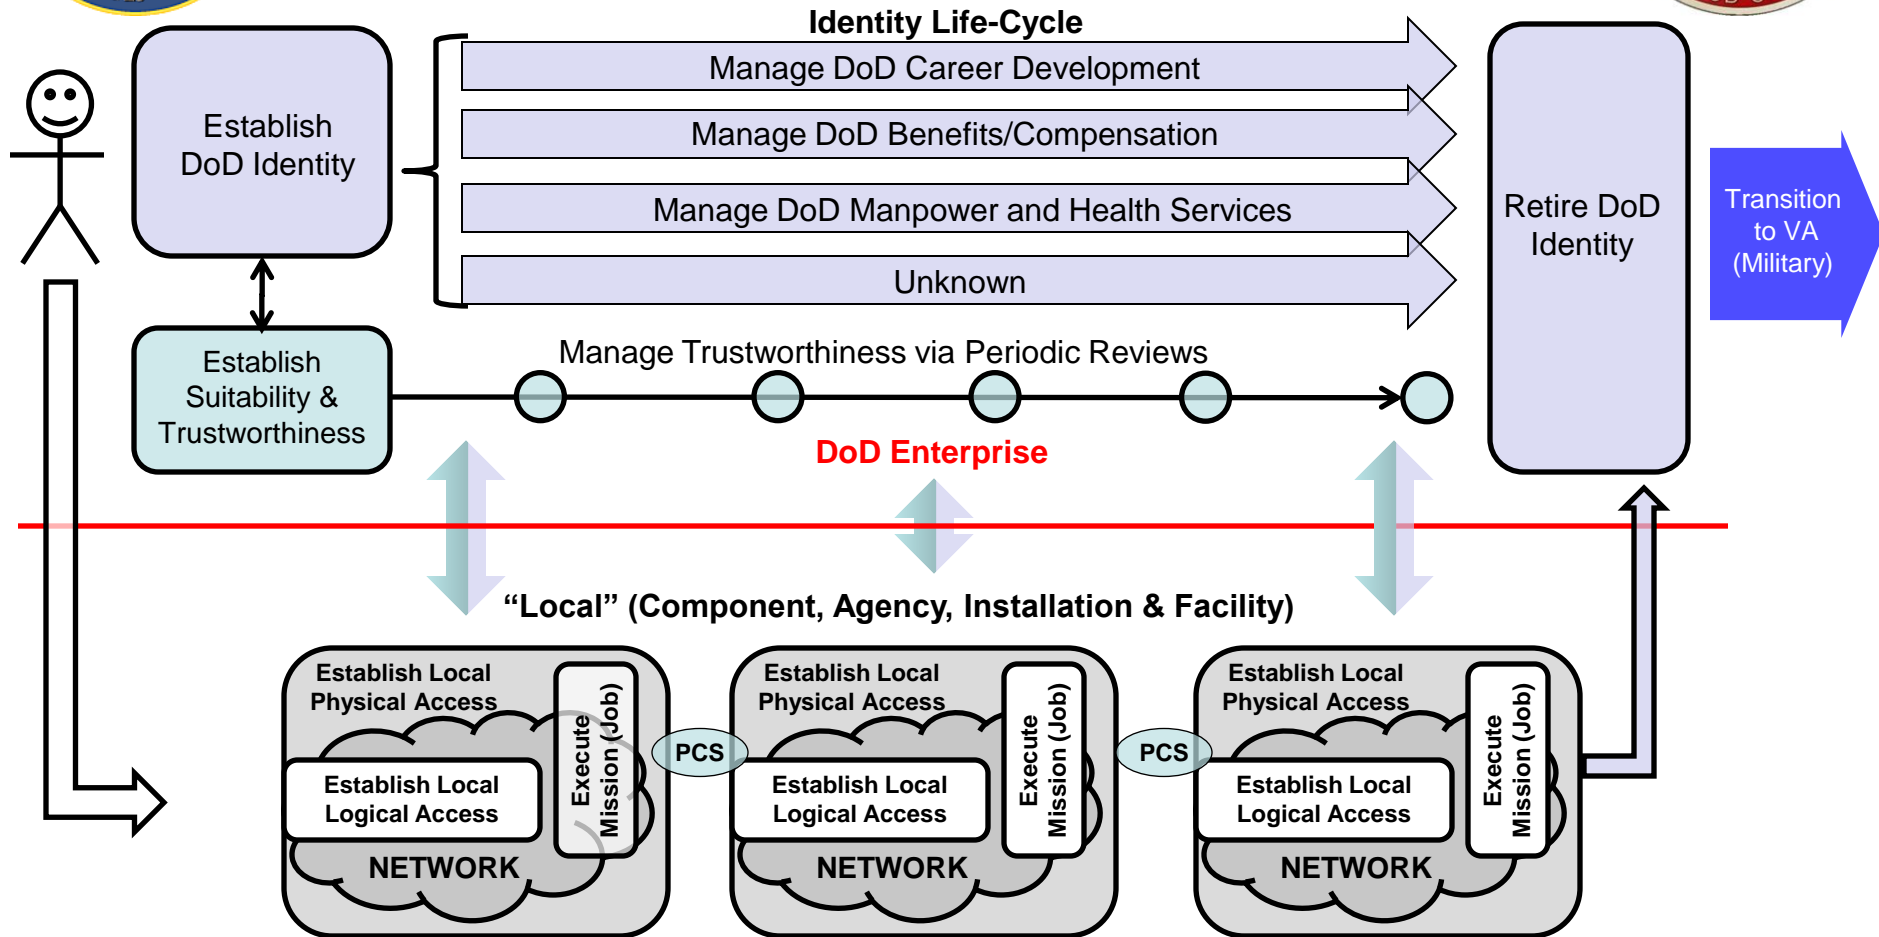 Identity Life-Cycle
Establish
DoD Identity
Manage DoD Career Development
Manage DoD Benefits/Compensation
Manage DoD Manpower and Health Services
Unknown
Retire DoD
Identity
Transition
to VA
(Military)
Establish
Suitability &
Trustworthiness
Manage Trustworthiness via Periodic Reviews
DoD Enterprise
“Local” (Component, Agency, Installation & Facility)
Establish Local
Physical Access
Execute
Mission (Job)
Establish Local
Logical Access
NETWORK
PCS
Establish Local
Physical Access
Execute
Mission (Job)
Establish Local
Logical Access
NETWORK
PCS
Establish Local
Physical Access
Execute
Mission (Job)
Establish Local
Logical Access
NETWORK